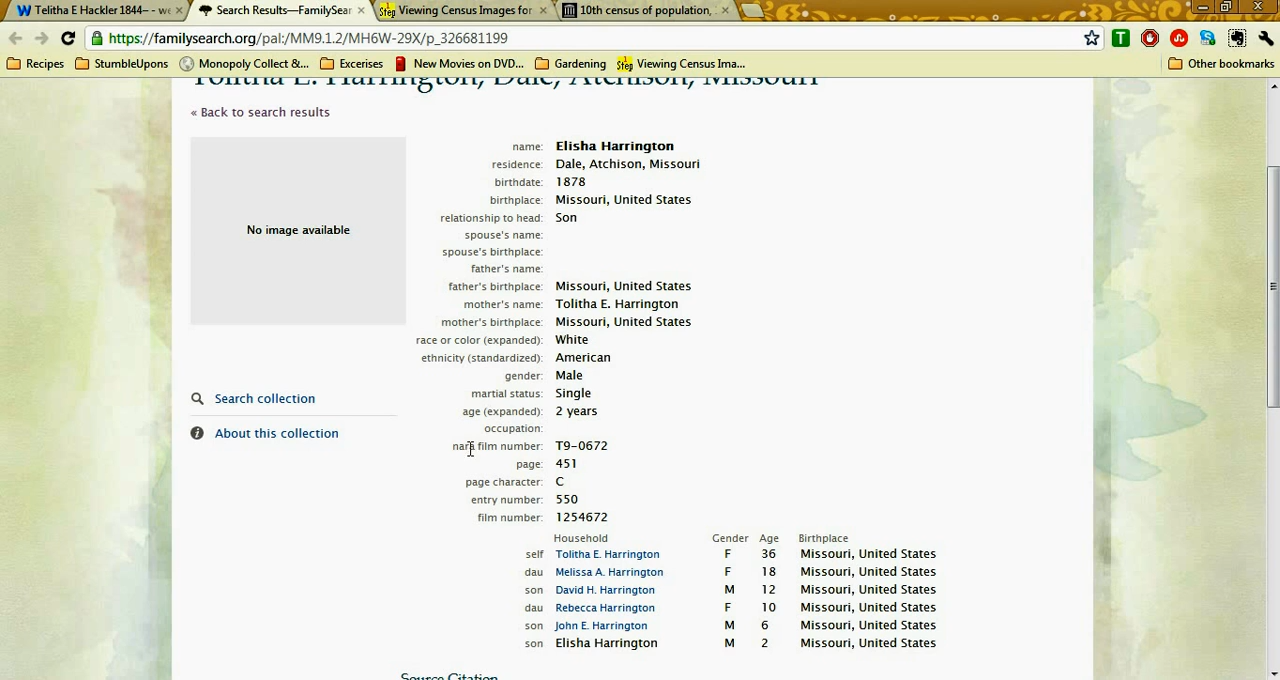 Telitha E Hackler 1844-- - we
Search Results—FamilySear
Step Viewing Census Images for
10th census of population,
https://familysearch.org/pal:/MM9.1.2/MH6W-29X/p_326681199
Recipes StumbleUpons Monopoly Collect &... Excerises New Movies on DVD... Gardening Step Viewing Census Ima... Other bookmarks
Tolitha E. Harrington, Dale, Atchison, Missouri
« Back to search results
No image available
Search collection
About this collection
name: Elisha Harrington
residence: Dale, Atchison, Missouri
birthdate: 1878
birthplace: Missouri, United States
relationship to head: Son
spouse's name:
spouse's birthplace:
father's name:
father's birthplace: Missouri, United States
mother's name: Tolitha E. Harrington
mother's birthplace: Missouri, United States
race or color (expanded): White
ethnicity (standardized): American
gender: Male
martial status: Single
age (expanded): 2 years
occupation:
nara film number: T9-0672
page: 451
page character: C
entry number: 550
film number: 1254672
Household Gender Age Birthplace
self Tolitha E. Harrington F 36 Missouri, United States
dau Melissa A. Harrington F 18 Missouri, United States
son David H. Harrington M 12 Missouri, United States
dau Rebecca Harrington F 10 Missouri, United States
son John E. Harrington M 6 Missouri, United States
son Elisha Harrington M 2 Missouri, United States
Source Citation